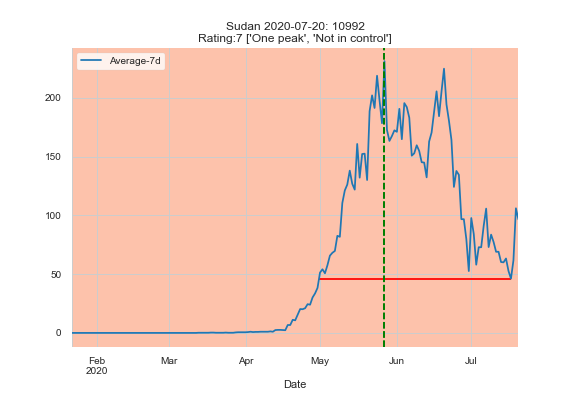 Sudan 2020-07-20: 10992
Rating:7 ['One peak', 'Not in control']
Average-7d
200
150
100
50
0
Feb
2020
Mar
Apr
May
Jun
Jul
Date